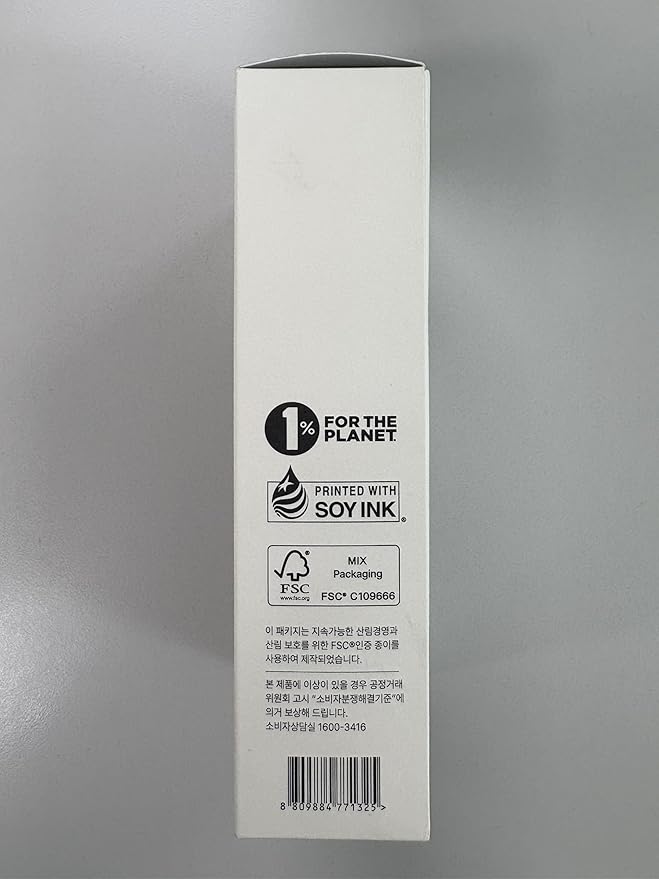 1% FOR THE
PLANET.
PRINTED WITH
SOY INK®
FSC®
www.fsc.org
MIX
Packaging
FSC® C109666
이 패키지는 지속가능한 산림경영과
산림 보호를 위한 FSC®인증 종이를
사용하여 제작되었습니다.
본 제품에 이상이 있을 경우 공정거래
위원회 고시 “소비자분쟁해결기준”에
의거 보상해 드립니다.
소비자상담실 1600-3416
8 809884 771325 >